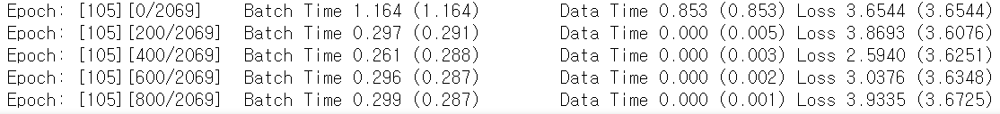 Epoch: [105][0/2069] Batch Time 1.164 (1.164) Data Time 0.853 (0.853) Loss 3.6544 (3.6544)
Epoch: [105][200/2069] Batch Time 0.297 (0.291) Data Time 0.000 (0.005) Loss 3.8693 (3.6076)
Epoch: [105][400/2069] Batch Time 0.261 (0.288) Data Time 0.000 (0.003) Loss 2.5940 (3.6251)
Epoch: [105][600/2069] Batch Time 0.296 (0.287) Data Time 0.000 (0.002) Loss 3.0376 (3.6348)
Epoch: [105][800/2069] Batch Time 0.299 (0.287) Data Time 0.000 (0.001) Loss 3.9335 (3.6725)